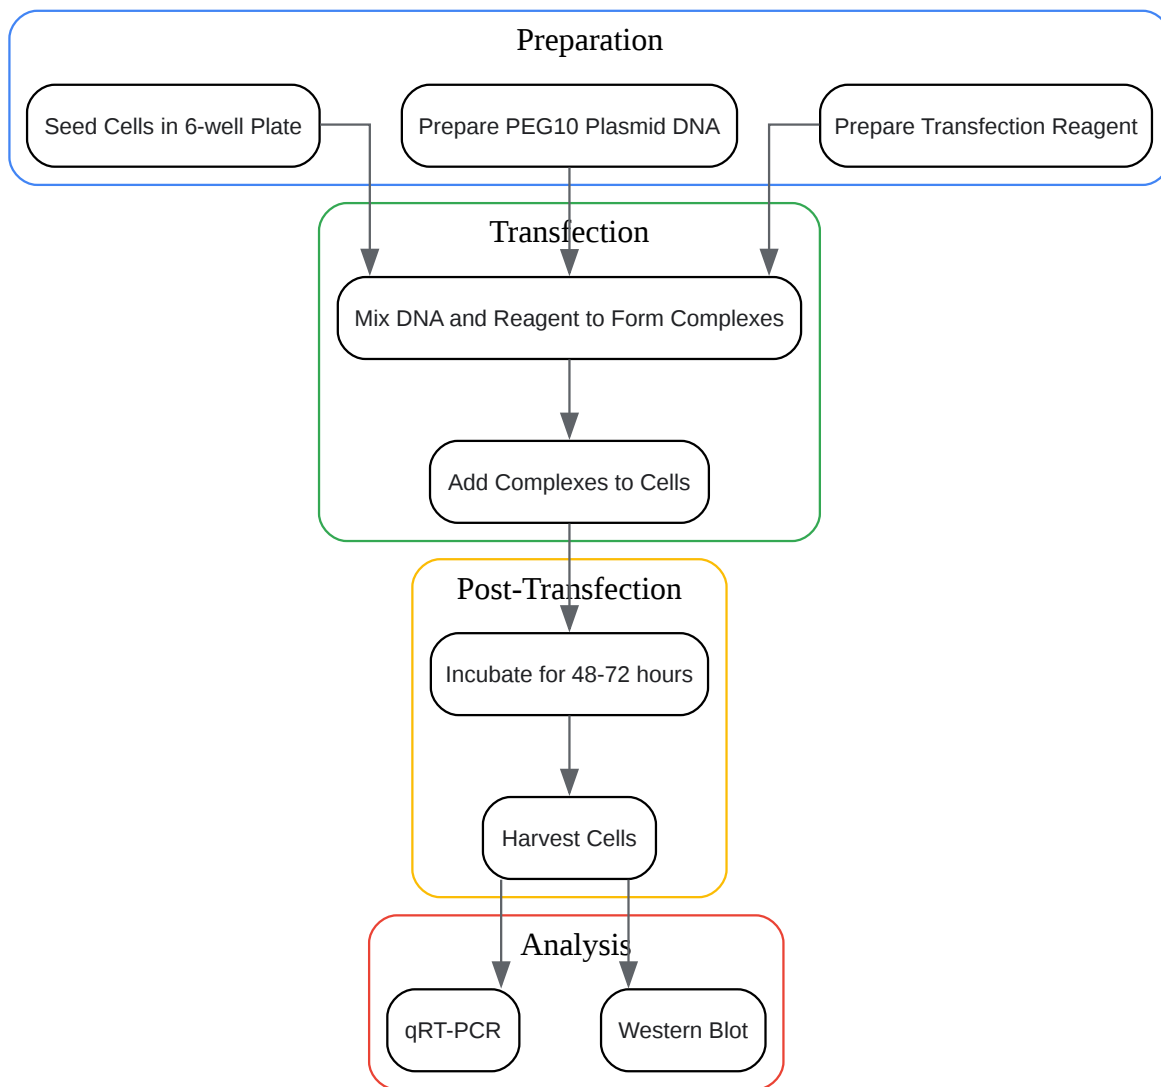 Preparation
Seed Cells in 6-well Plate
Prepare PEG10 Plasmid DNA
Prepare Transfection Reagent
Transfection
Mix DNA and Reagent to Form Complexes
Add Complexes to Cells
Post-Transfection
Incubate for 48-72 hours
Harvest Cells
Analysis
qRT-PCR
Western Blot